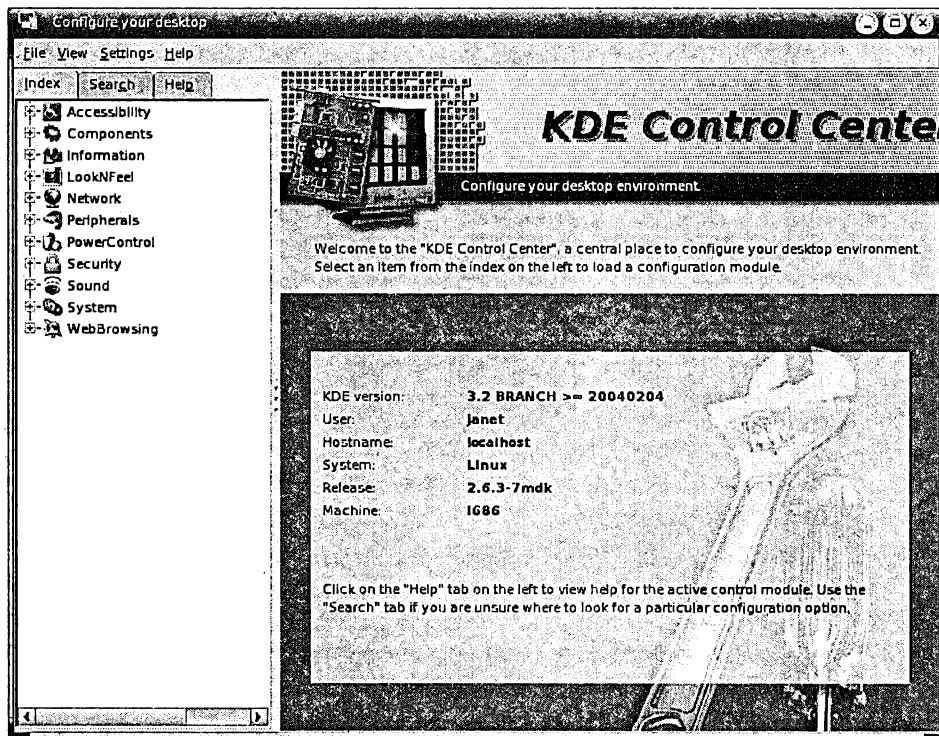 Configure your desktop
File View Settings Help
Index Search Help
Accessibility
Components
Information
LookNFeel
Network
Peripherals
PowerControl
Security
Sound
System
WebBrowsing
KDE Control Cente
Configure your desktop environment.
Welcome to the "KDE Control Center", a central place to configure your desktop environment.
Select an item from the index on the left to load a configuration module.
KDE version: 3.2 BRANCH >= 20040204
User: janet
Hostname: localhost
System: Linux
Release: 2.6.3-7mdk
Machine: i686
Click on the "Help" tab on the left to view help for the active control module. Use the
"Search" tab if you are unsure where to look for a particular configuration option.